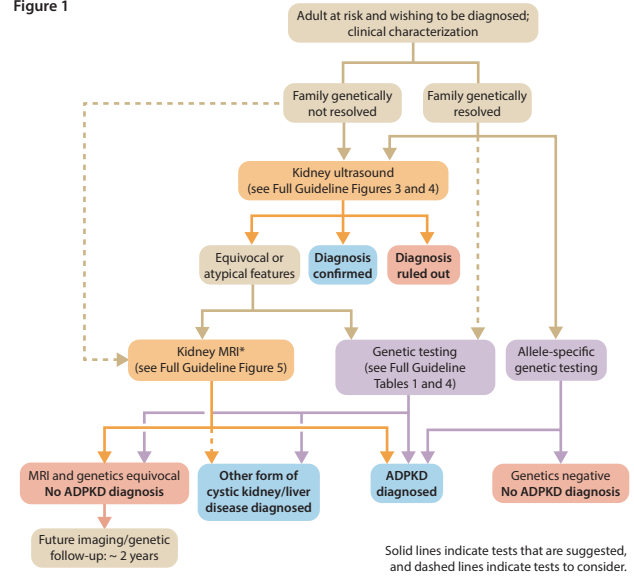 Figure 1
Adult at risk and wishing to be diagnosed;
clinical characterization
Family genetically
not resolved
Family genetically
resolved
Kidney ultrasound
(see Full Guideline Figures 3 and 4)
Equivocal or
atypical features
Diagnosis
confirmed
Diagnosis
ruled out
Kidney MRI*
(see Full Guideline Figure 5)
Genetic testing
(see Full Guideline
Tables 1 and 4)
Allele-specific
genetic testing
MRI and genetics equivocal
No ADPKD diagnosis
Other form of
cystic kidney/liver
disease diagnosed
ADPKD
diagnosed
Genetics negative
No ADPKD diagnosis
Future imaging/genetic
follow-up: ~ 2 years
Solid lines indicate tests that are suggested,
and dashed lines indicate tests to consider.